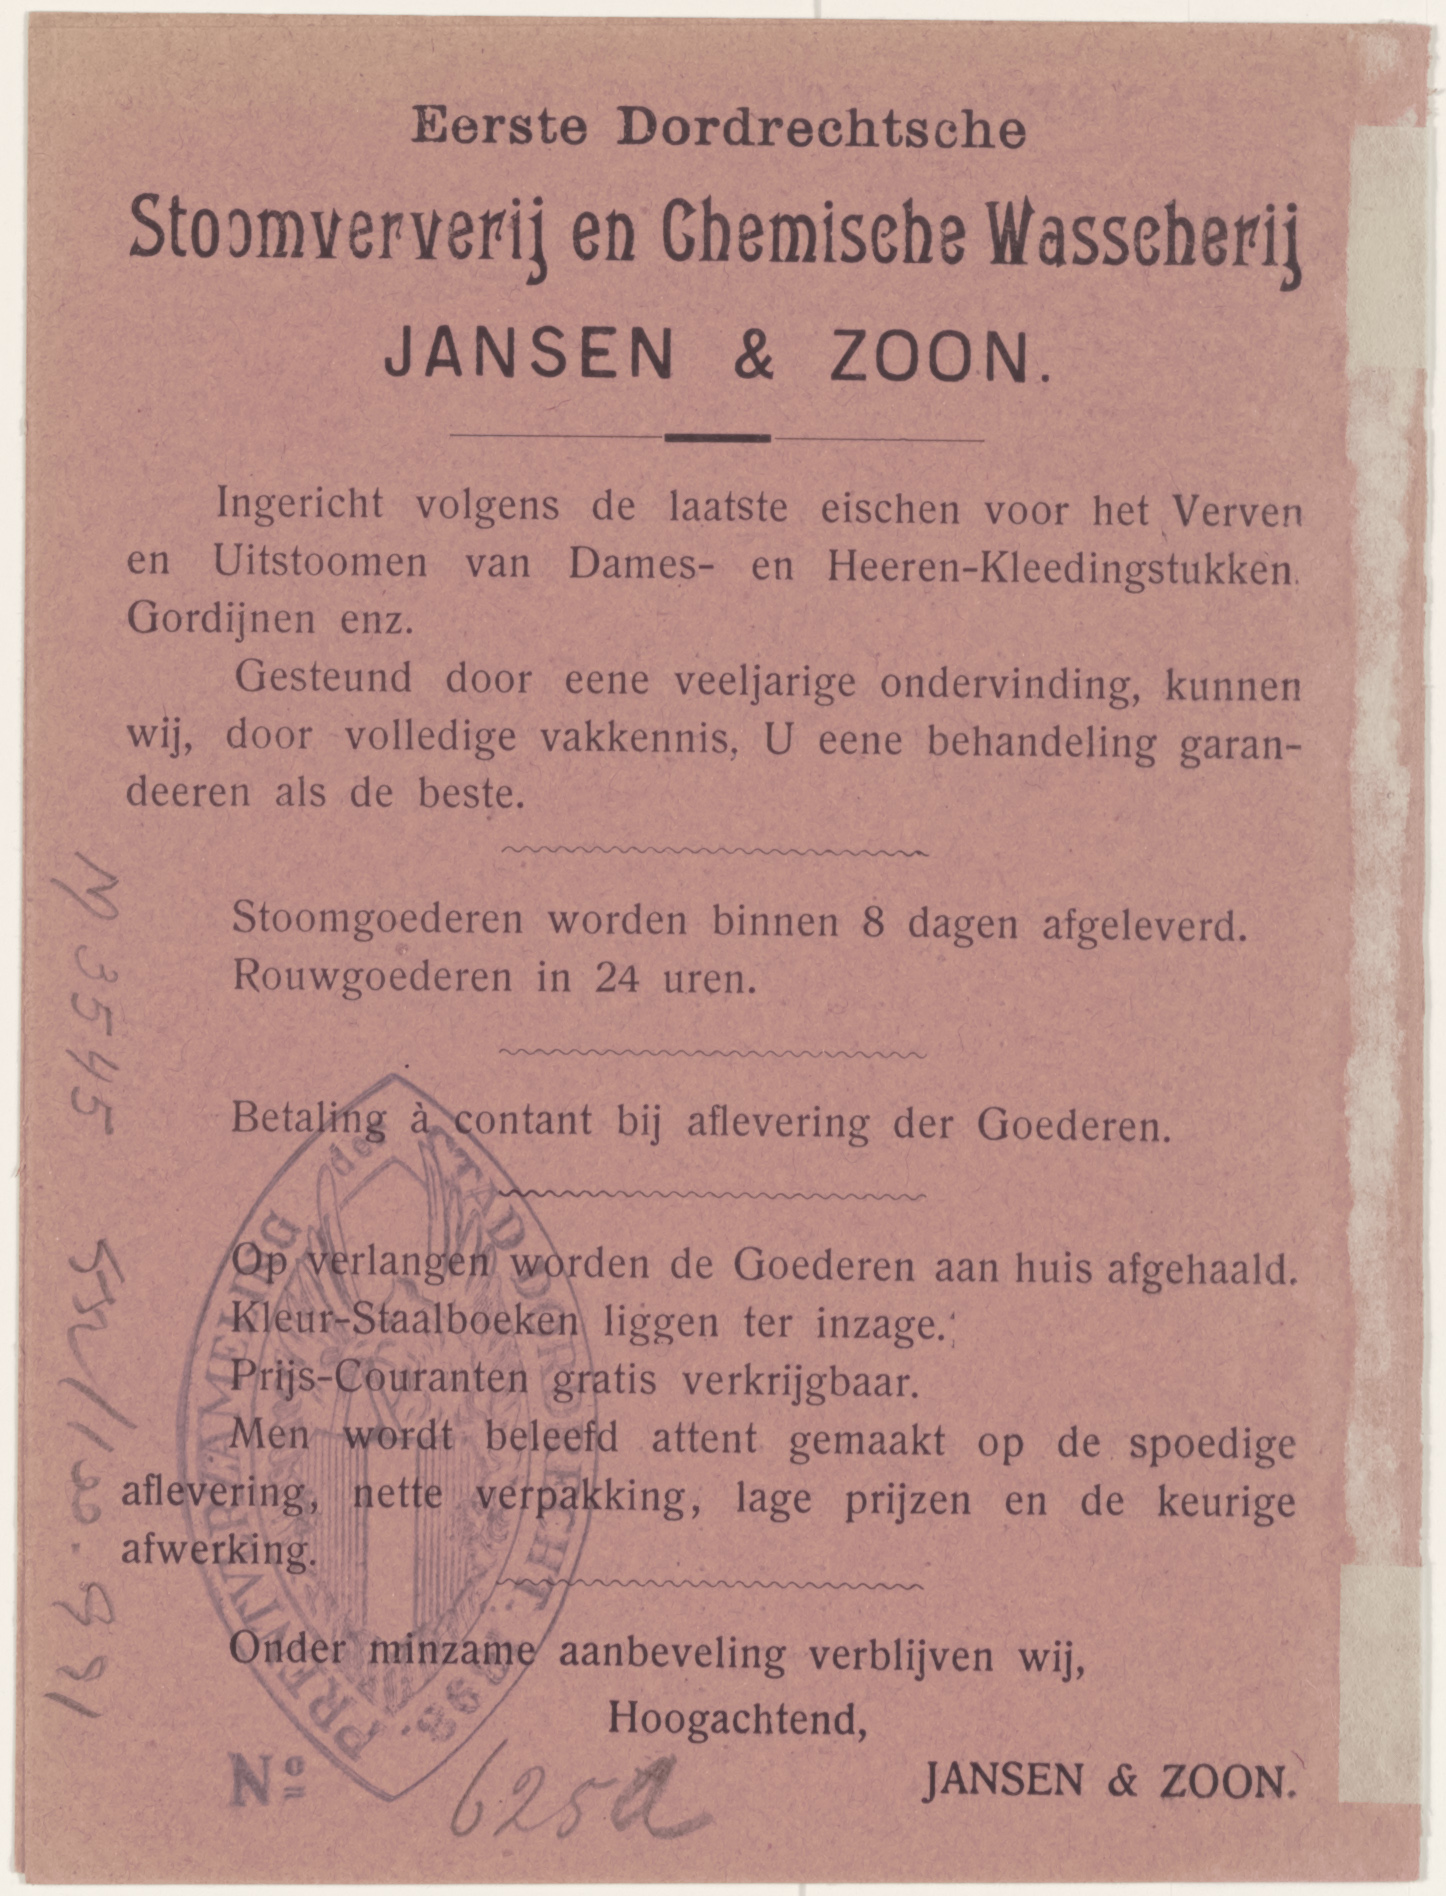 Eerste Dordrechtsche
Stoomververij en Chemische Wasscherij
JANSEN & ZOON.
Ingericht volgens de laatste eischen voor het Verven
en Uitstoomen van Dames- en Heeren-Kleedingstukken.
Gordijnen enz.
Gesteund door eene veeljarige ondervinding, kunnen
wij, door volledige vakkennis, U eene behandeling garan-
deeren als de beste.
Stoomgoederen worden binnen 8 dagen afgeleverd.
Rouwgoederen in 24 uren.
Betaling à contant bij aflevering der Goederen.
Op verlangen worden de Goederen aan huis afgehaald.
Kleur-Staalboeken liggen ter inzage.
Prijs-Couranten gratis verkrijgbaar.
Men wordt beleefd attent gemaakt op de spoedige
aflevering, nette verpakking, lage prijzen en de keurige
afwerking.
Onder minzame aanbeveling verblijven wij,
Hoogachtend,
JANSEN & ZOON.
No 625a
PRENTVERZAMELING der STAD DORDRECHT.
3545